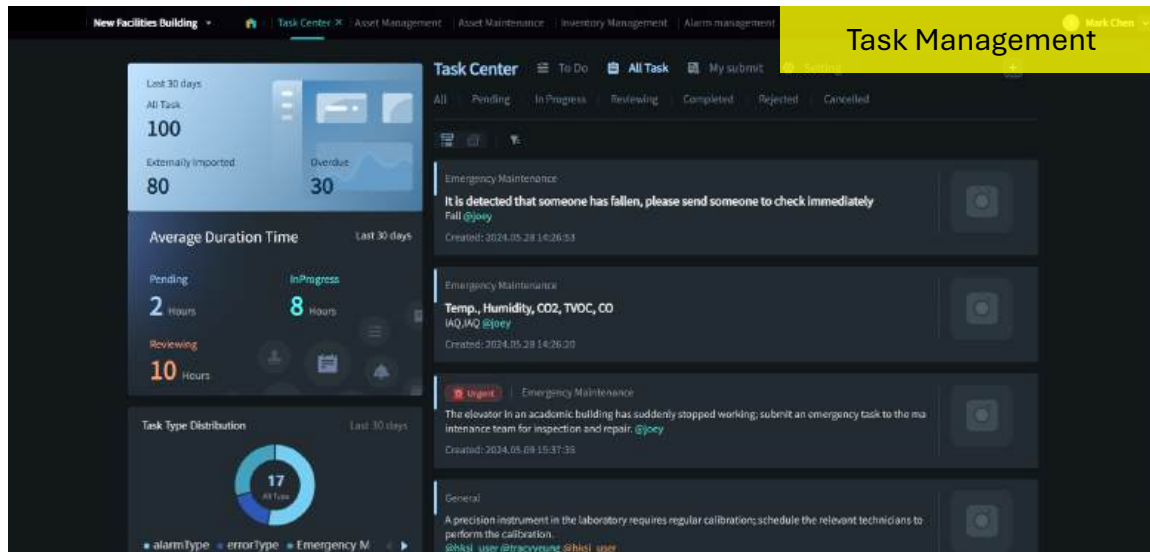 New Facilities Building
Task Center × Asset Management Asset Maintenance Inventory Management Alarm management
Mark Chen
Task Management
Last 30 days
All Task
100
Externally Imported
80
Overdue
30
Average Duration Time
Last 30 days
Pending
2 Hours
InProgress
8 Hours
Reviewing
10 Hours
Task Type Distribution
Last 30 days
17
All Type
alarmType errorType Emergency M
Task Center To Do All Task My submit Setting
All Pending In Progress Reviewing Completed Rejected Cancelled
Emergency Maintenance
It is detected that someone has fallen, please send someone to check immediately
Fall @joey
Created: 2024.05.28 14:26:53
Emergency Maintenance
Temp., Humidity, CO2, TVOC, CO
IAQ,IAQ @joey
Created: 2024.05.28 14:26:20
Urgent Emergency Maintenance
The elevator in an academic building has suddenly stopped working; submit an emergency task to the ma
intenance team for inspection and repair. @joey
Created: 2024.05.09 15:37:33
General
A precision instrument in the laboratory requires regular calibration; schedule the relevant technicians to
perform the calibration.
@hksi_user @tracyyeung @hksi_user